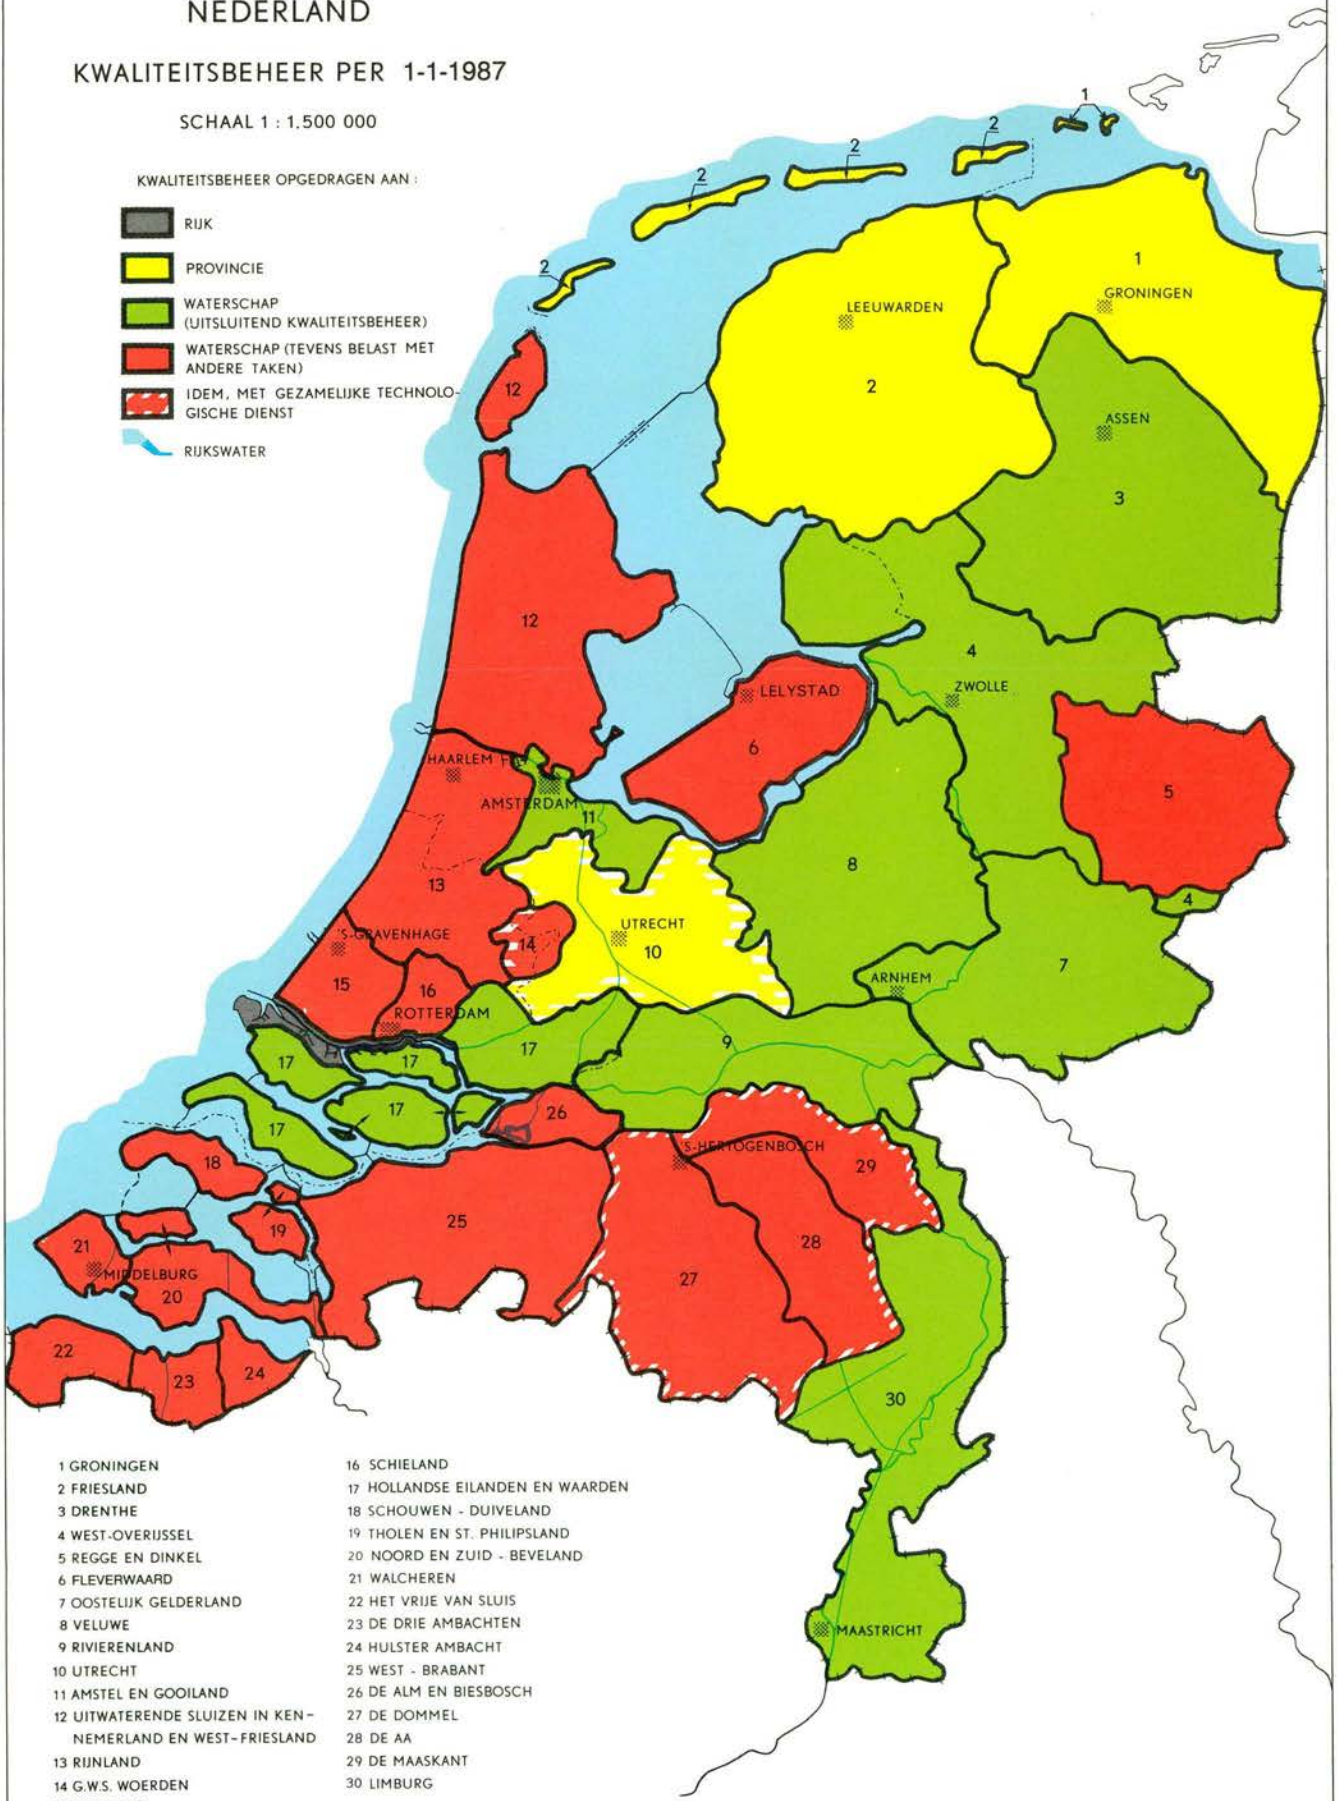 NEDERLAND
KWALITEITSBEHEER PER 1-1-1987
SCHAAL 1 : 1.500 000
KWALITEITSBEHEER OPGEDRAGEN AAN :
RIJK
PROVINCIE
WATERSCHAP
(UITSLUITEND KWALITEITSBEHEER)
WATERSCHAP (TEVENS BELAST MET
ANDERE TAKEN)
IDEM, MET GEZAMELIJKE TECHNOLO-
GISCHE DIENST
RIJKSWATER
1
2
2
2
2
1
GRONINGEN
LEEUWARDEN
2
12
ASSEN
3
12
4
ZWOLLE
LELYSTAD
6
HAARLEM
AMSTERDAM
11
5
8
13
4
'S-GRAVENHAGE
14
UTRECHT
10
7
15
16
ARNHEM
ROTTERDAM
17
17
17
9
17
26
17
'S-HERTOGENBOSCH
18
29
25
19
21
28
MIDDELBURG
27
20
22
23
24
30
MAASTRICHT
1 GRONINGEN
2 FRIESLAND
3 DRENTHE
4 WEST-OVERIJSSEL
5 REGGE EN DINKEL
6 FLEVERWAARD
7 OOSTELIJK GELDERLAND
8 VELUWE
9 RIVIERENLAND
10 UTRECHT
11 AMSTEL EN GOOILAND
12 UITWATERENDE SLUIZEN IN KEN-
NEMERLAND EN WEST-FRIESLAND
13 RIJNLAND
14 G.W.S. WOERDEN
16 SCHIELAND
17 HOLLANDSE EILANDEN EN WAARDEN
18 SCHOUWEN - DUIVELAND
19 THOLEN EN ST. PHILIPSLAND
20 NOORD EN ZUID - BEVELAND
21 WALCHEREN
22 HET VRIJE VAN SLUIS
23 DE DRIE AMBACHTEN
24 HULSTER AMBACHT
25 WEST - BRABANT
26 DE ALM EN BIESBOSCH
27 DE DOMMEL
28 DE AA
29 DE MAASKANT
30 LIMBURG